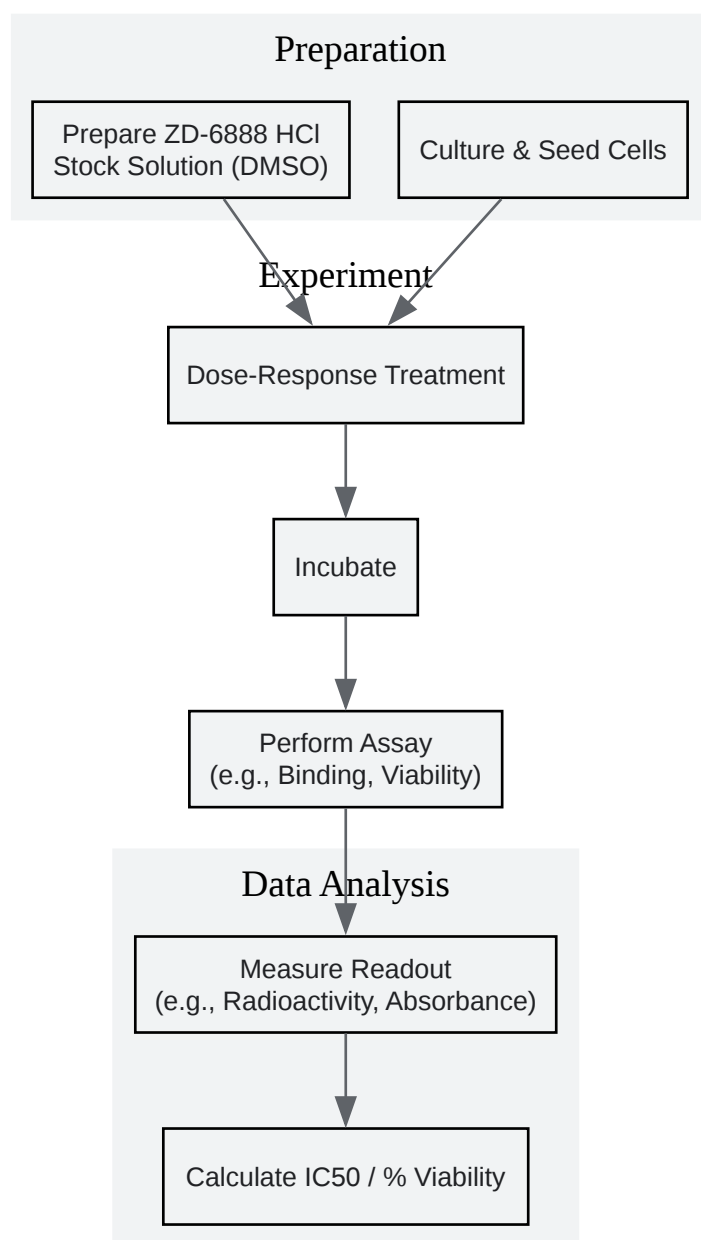 Preparation
Prepare ZD-6888 HCl
Stock Solution (DMSO)
Culture & Seed Cells
Experiment
Dose-Response Treatment
Incubate
Perform Assay
(e.g., Binding, Viability)
Data Analysis
Measure Readout
(e.g., Radioactivity, Absorbance)
Calculate IC50 / % Viability